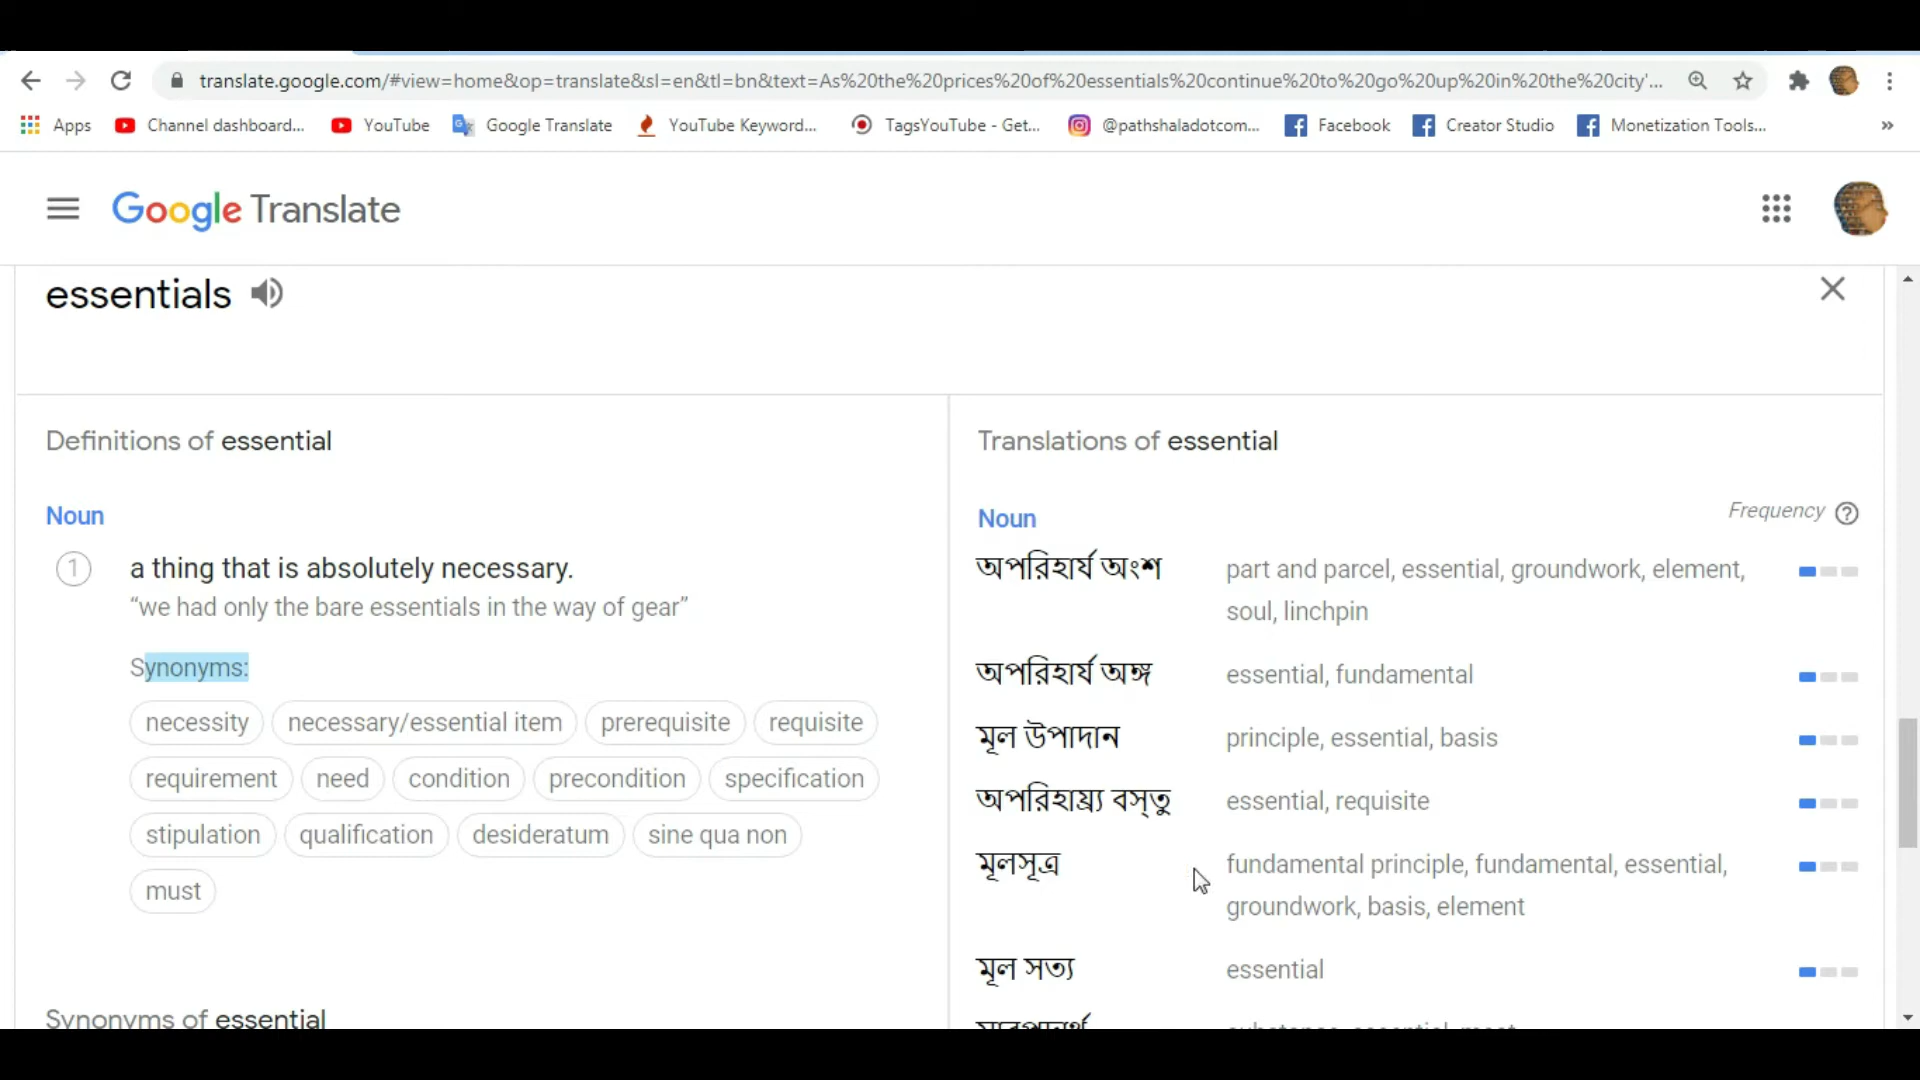 translate.google.com/#view=home&op=translate&sl=en&tl=bn&text=As%20the%20prices%20of%20essentials%20continue%20to%20go%20up%20in%20the%20city'...
Apps Channel dashboard... YouTube Google Translate YouTube Keyword... TagsYouTube - Get... @pathshaladotcom... Facebook Creator Studio Monetization Tools... »
Google Translate
essentials
Definitions of essential
Noun
1 a thing that is absolutely necessary.
“we had only the bare essentials in the way of gear”
Synonyms:
necessity necessary/essential item prerequisite requisite
requirement need condition precondition specification
stipulation qualification desideratum sine qua non
must
Synonyms of essential
Translations of essential
Noun Frequency ?
অপরিহার্য অংশ part and parcel, essential, groundwork, element,
soul, linchpin
অপরিহার্য অঙ্গ essential, fundamental
মূল উপাদান principle, essential, basis
অপরিহায্র্য বস্তু essential, requisite
মূলসূত্র fundamental principle, fundamental, essential,
groundwork, basis, element
মূল সত্য essential